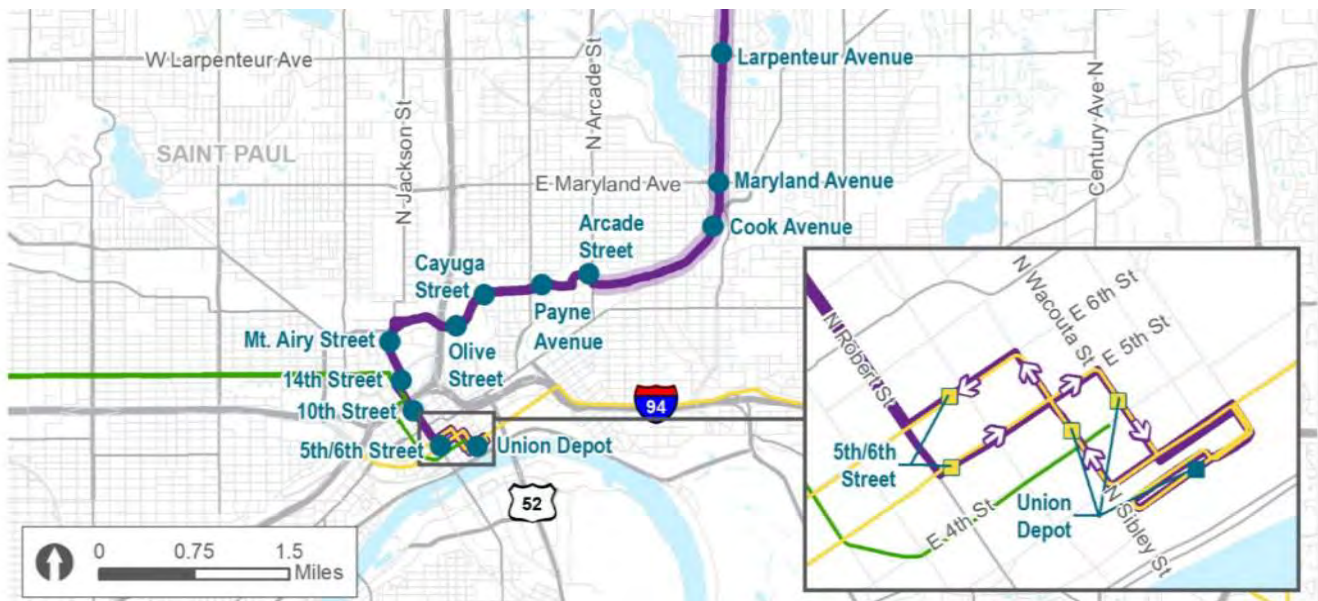 W Larpenteur Ave
N Arcade St
Larpenteur Avenue
Century Ave N
SAINT PAUL
N Jackson St
E Maryland Ave
Maryland Avenue
Arcade
Street
Cook Avenue
Cayuga
Street
Payne
Avenue
Mt. Airy Street
Olive
Street
14th Street
10th Street
94
5th/6th Street
Union Depot
52
0 0.75 1.5
Miles
N Wacouta St
E 6th St
E 5th St
N Robert St
5th/6th
Street
E 4th St
Union
Depot
N Sibley St